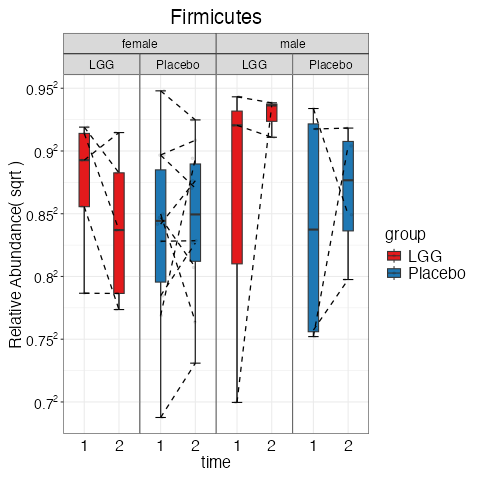 Firmicutes
female male
LGG Placebo LGG Placebo
0.95²
0.9²
0.85²
0.8²
0.75²
0.7²
Relative Abundance( sqrt )
group
LGG
Placebo
1 2 1 2 1 2 1 2
time